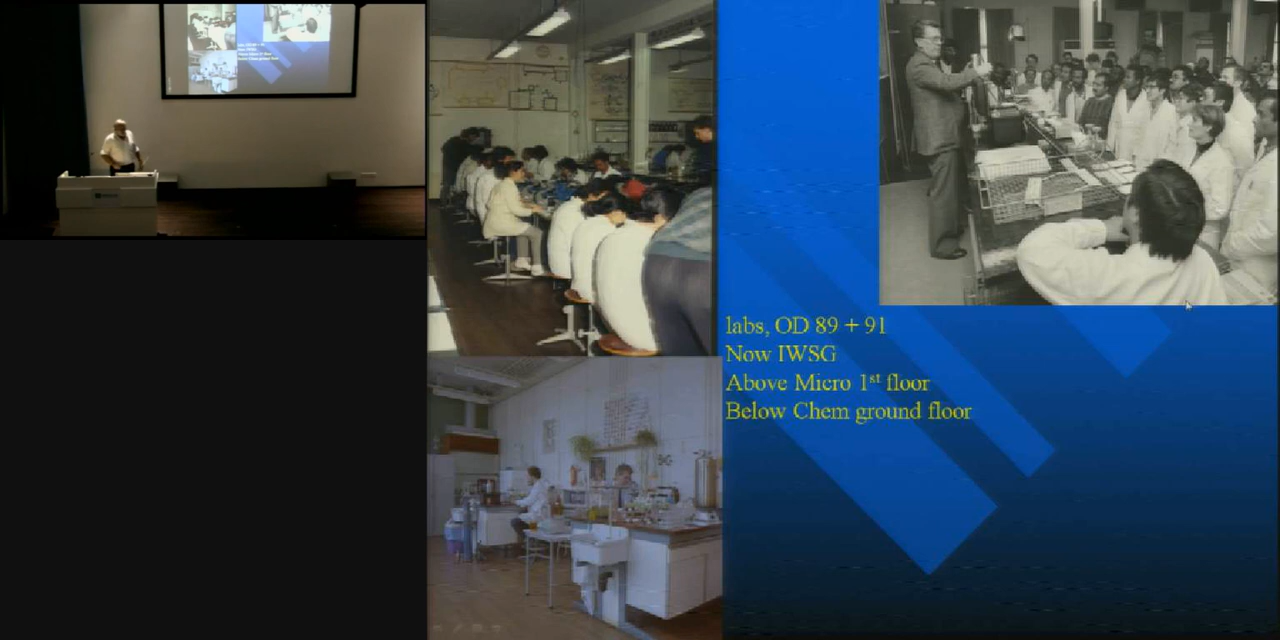 labs, OD 89 + 91
Now IWSG
Above Micro 1st floor
Below Chem ground floor